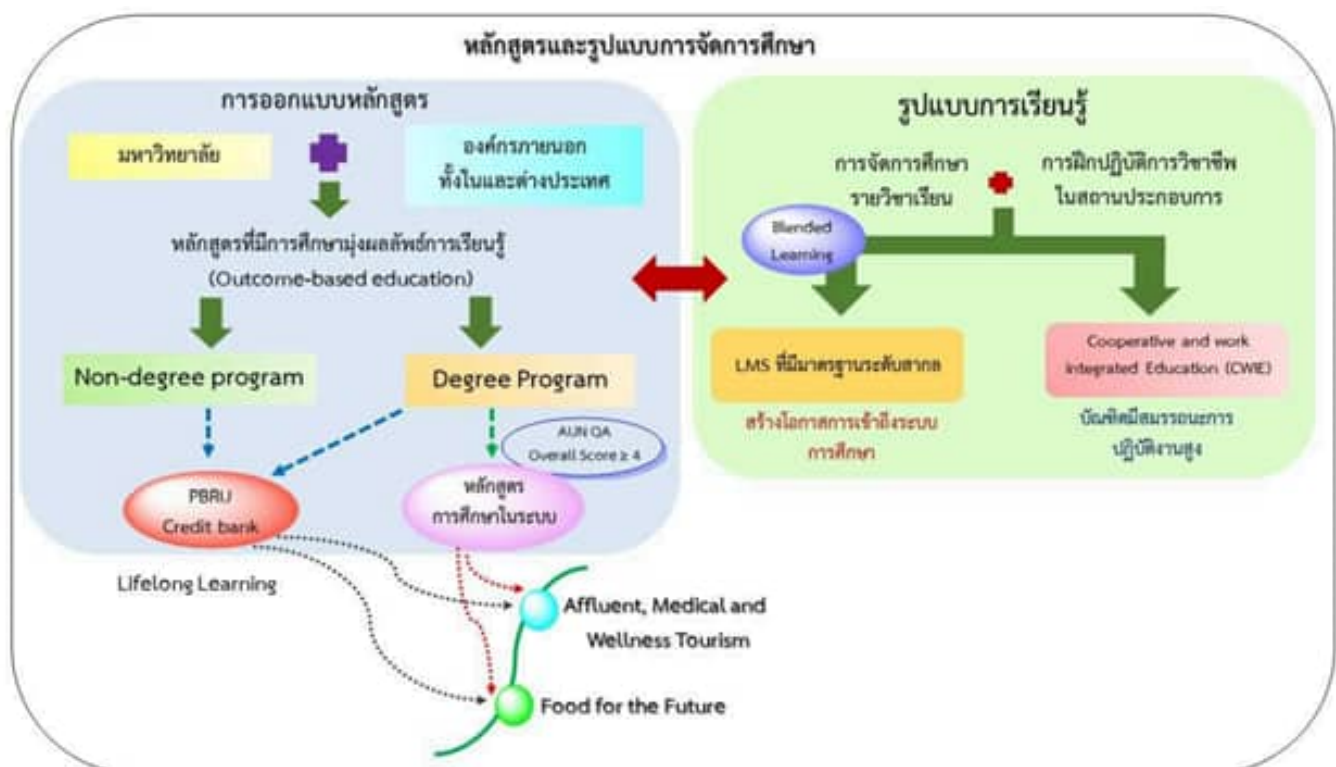 หลักสูตรและรูปแบบการจัดการศึกษา
การออกแบบหลักสูตร
มหาวิทยาลัย
องค์กรภายนอก
ทั้งในและต่างประเทศ
หลักสูตรที่มีการศึกษามุ่งผลลัพธ์การเรียนรู้
(Outcome-based education)
Non-degree program
Degree Program
AUN QA
Overall Score ≥ 4
PBRU
Credit bank
หลักสูตร
การศึกษาในระบบ
Lifelong Learning
Affluent, Medical and
Wellness Tourism
Food for the Future
รูปแบบการเรียนรู้
การจัดการศึกษา
รายวิชาเรียน
การฝึกปฏิบัติการวิชาชีพ
ในสถานประกอบการ
Blended
Learning
LMS ที่มีมาตรฐานระดับสากล
สร้างโอกาสการเข้าถึงระบบ
การศึกษา
Cooperative and work
integrated Education (CWIE)
บัณฑิตมีสมรรถนะการ
ปฏิบัติงานสูง